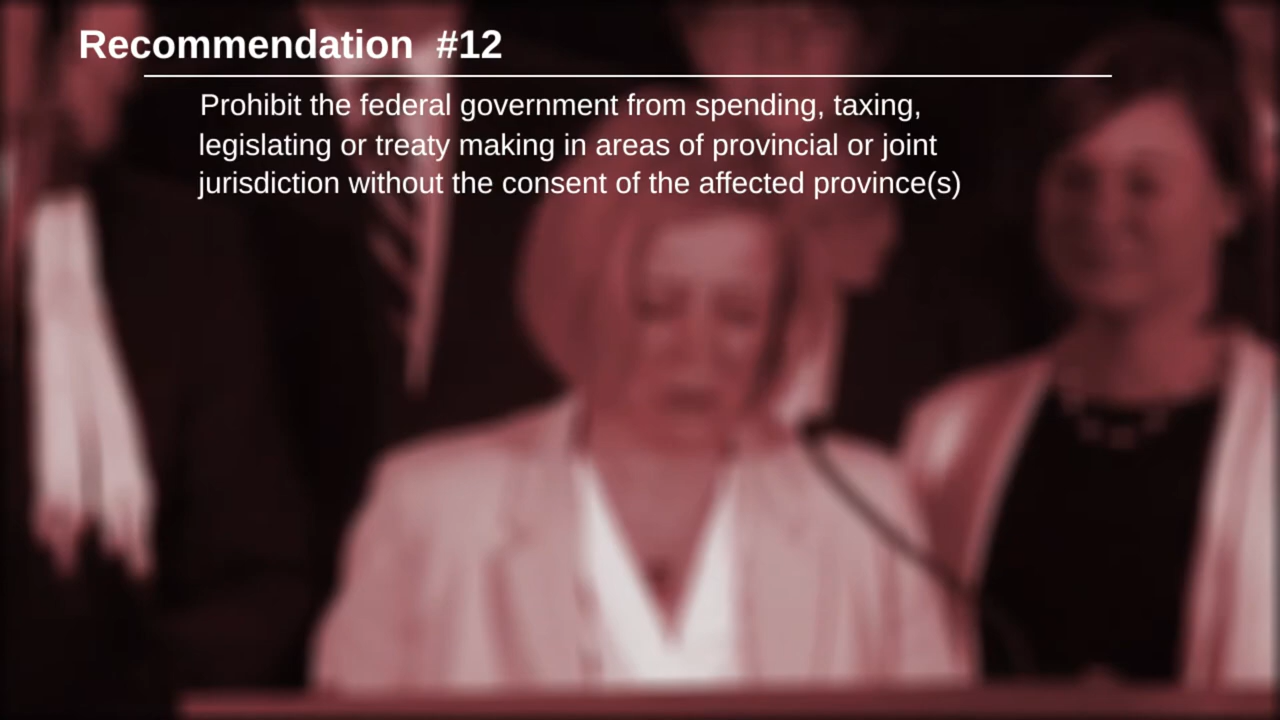 Recommendation #12
Prohibit the federal government from spending, taxing,
legislating or treaty making in areas of provincial or joint
jurisdiction without the consent of the affected province(s)